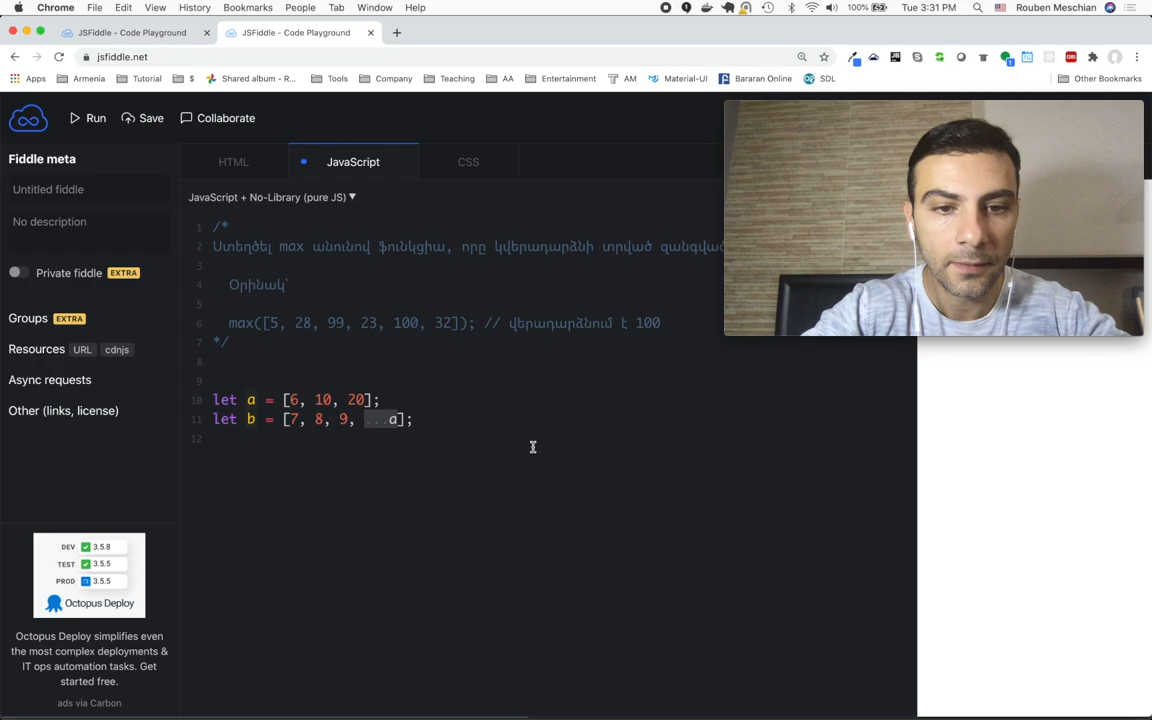 Chrome File Edit View History Bookmarks People Tab Window Help 100% Tue 3:31 PM Rouben Meschian
JSFiddle - Code Playground JSFiddle - Code Playground
jsfiddle.net
Apps Armenia Tutorial $ Shared album - R... Tools Company Teaching AA Entertainment AM Material-UI Bararan Online SDL Other Bookmarks
Run Save Collaborate
Fiddle meta
HTML JavaScript CSS
Untitled fiddle
JavaScript + No-Library (pure JS)
No description
Private fiddle EXTRA
Groups EXTRA
Resources URL cdnjs
Async requests
Other (links, license)
1 /*
2 Ստեղծել max անունով ֆունկցիա, որը կվերադարձնի տրված զանգված
3
4 Օրինակ՝
5
6 max([5, 28, 99, 23, 100, 32]); // վերադարձնում է 100
7 */
8
9
10 let a = [6, 10, 20];
11 let b = [7, 8, 9, ...a];
12
DEV 3.5.8
TEST 3.5.5
PROD 3.5.5
Octopus Deploy
Octopus Deploy simplifies even
the most complex deployments &
IT ops automation tasks. Get
started free.
ads via Carbon